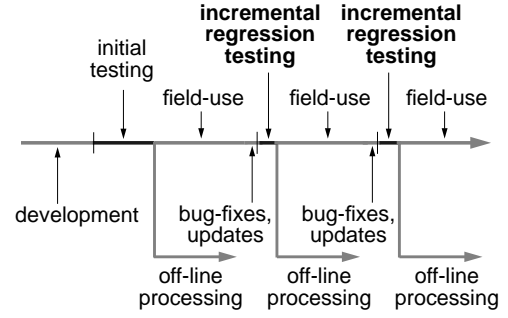 initial
testing
incremental
regression
testing
incremental
regression
testing
field-use
field-use
field-use
development
bug-fixes,
updates
bug-fixes,
updates
off-line
processing
off-line
processing
off-line
processing